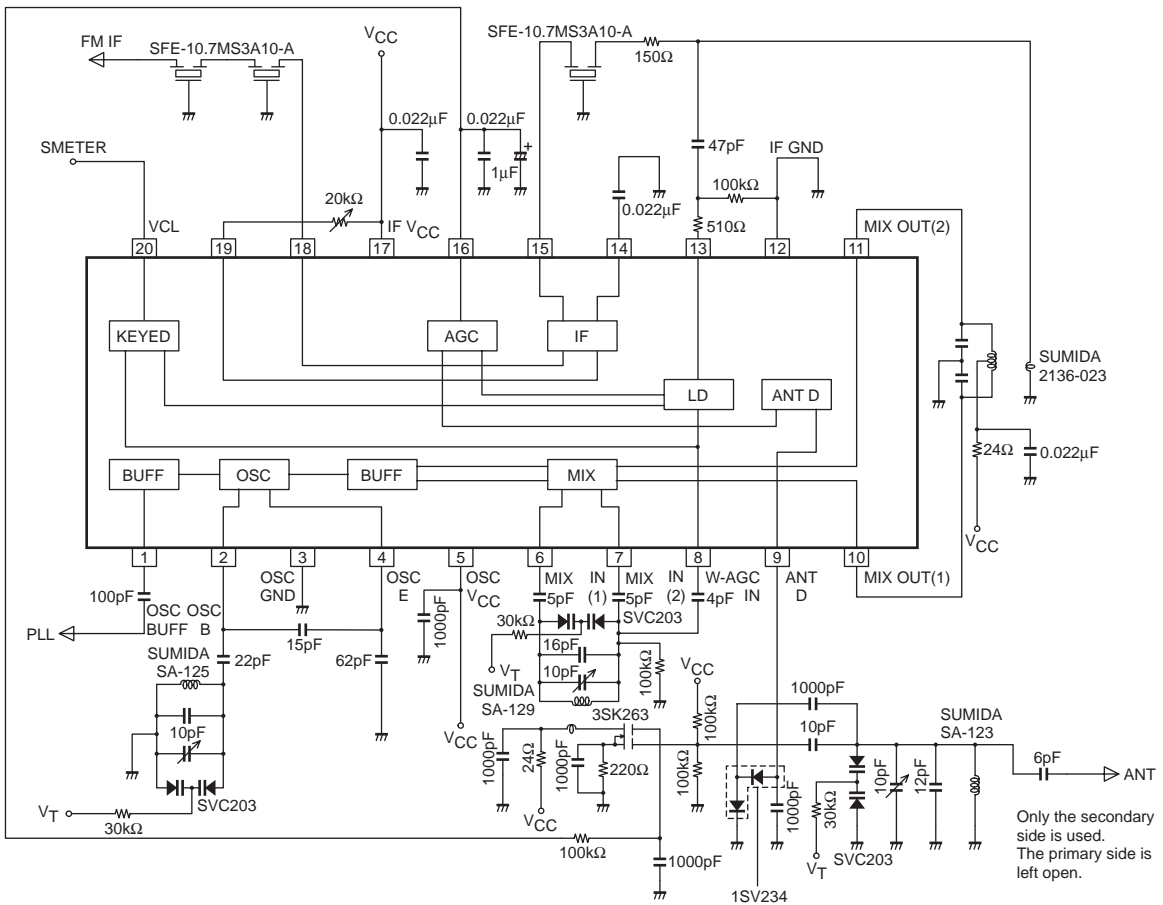 FM IF
SFE-10.7MS3A10-A
VCC
SFE-10.7MS3A10-A
150Ω
0.022μF
0.022μF
1μF
+
47pF
IF GND
SMETER
100kΩ
20kΩ
0.022μF
VCL
IF VCC
510Ω
MIX OUT(2)
20
19
18
17
16
15
14
13
12
11
KEYED
AGC
IF
SUMIDA
2136-023
LD
ANT D
24Ω
0.022μF
BUFF
OSC
BUFF
MIX
VCC
1
2
3
4
5
6
7
8
9
10
100pF
OSC
BUFF
OSC
B
OSC
GND
OSC
E
OSC
VCC
MIX
IN
(1)
MIX
IN
(2)
W-AGC
IN
ANT
D
MIX OUT(1)
5pF
5pF
4pF
PLL
15pF
1000pF
30kΩ
SVC203
SUMIDA
SA-125
22pF
62pF
16pF
VT
10pF
100kΩ
VCC
SUMIDA
SA-129
1000pF
10pF
3SK263
100kΩ
10pF
SUMIDA
SA-123
VCC
1000pF
24Ω
1000pF
220Ω
100kΩ
6pF
ANT
SVC203
VCC
1000pF
30kΩ
10pF
12pF
VT
30kΩ
100kΩ
1000pF
VT
SVC203
1SV234
Only the secondary
side is used.
The primary side is
left open.